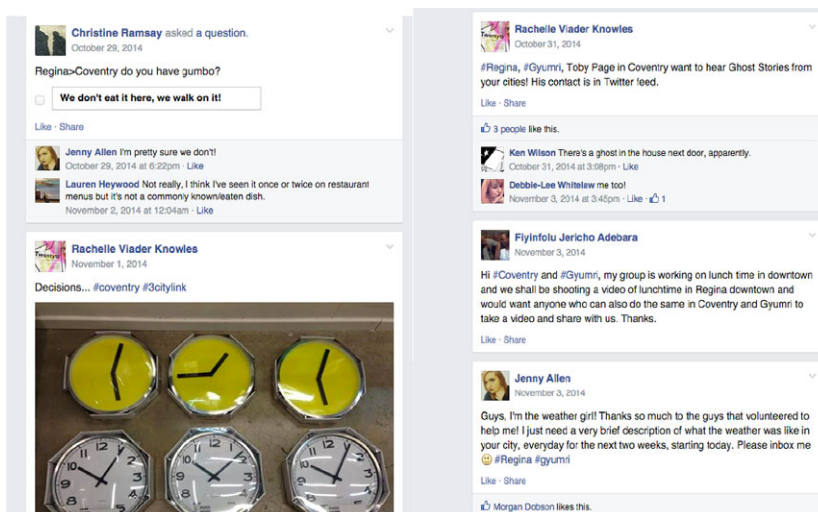 Christine Ramsay asked a question.
October 29, 2014
Regina>Coventry do you have gumbo?
We don't eat it here, we walk on it!
Like · Share
Jenny Allen I'm pretty sure we don't!
October 29, 2014 at 6:22pm · Like
Lauren Heywood Not really, I think I've seen it once or twice on restaurant
menus but it's not a commonly known/eaten dish.
November 2, 2014 at 12:04am · Like
Rachelle Viader Knowles
November 1, 2014
Decisions... #coventry #3citylink
Rachelle Viader Knowles
October 31, 2014
#Regina, #Gyumri, Toby Page in Coventry want to hear Ghost Stories from
your cities! His contact is in Twitter feed.
Like · Share
3 people like this.
Ken Wilson There's a ghost in the house next door, apparently.
October 31, 2014 at 3:08pm · Like
Debbie-Lee Whitelaw me too!
November 3, 2014 at 3:45pm · Like · 1
Fiyinfolu Jericho Adebara
November 3, 2014
Hi #Coventry and #Gyumri, my group is working on lunch time in downtown
and we shall be shooting a video of lunchtime in Regina downtown and
would want anyone who can also do the same in Coventry and Gyumri to
take a video and share with us. Thanks.
Like · Share
Jenny Allen
November 3, 2014
Guys, I'm the weather girl! Thanks so much to the guys that volunteered to
help me! I just need a very brief description of what the weather was like in
your city, everyday for the next two weeks, starting today. Please inbox me
#Regina #gyumri
Like · Share
Morgan Dobson likes this.